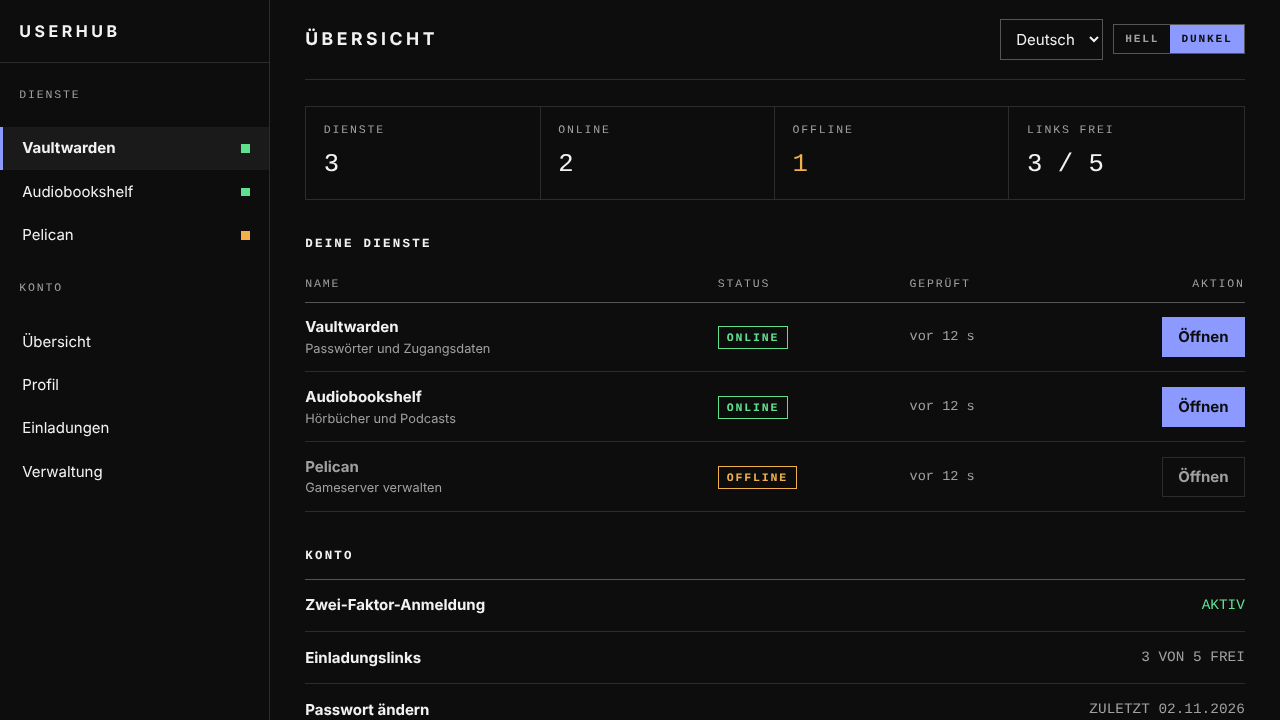 USERHUB
DIENSTE
Vaultwarden
Audiobookshelf
Pelican
KONTO
Übersicht
Profil
Einladungen
Verwaltung
ÜBERSICHT
Deutsch
HELL DUNKEL
DIENSTE ONLINE OFFLINE LINKS FREI
3 2 1 3 / 5
DEINE DIENSTE
NAME STATUS GEPRÜFT AKTION
Vaultwarden
Passwörter und Zugangsdaten
ONLINE
vor 12 s
Öffnen
Audiobookshelf
Hörbücher und Podcasts
ONLINE
vor 12 s
Öffnen
Pelican
Gameserver verwalten
OFFLINE
vor 12 s
Öffnen
KONTO
Zwei-Faktor-Anmeldung AKTIV
Einladungslinks 3 VON 5 FREI
Passwort ändern ZULETZT 02.11.2026